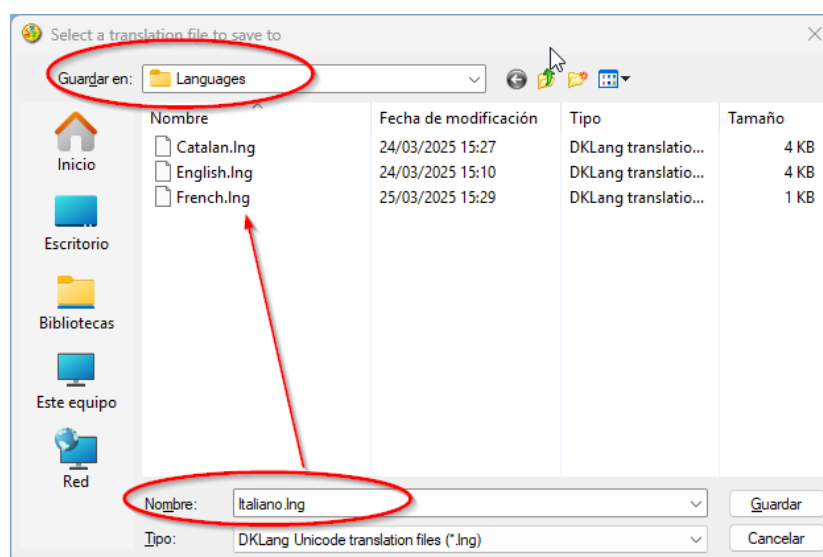 Select a translation file to save to
Guardar en: Languages
Nombre Fecha de modificación Tipo Tamaño
Catalan.lng 24/03/2025 15:27 DKLang translatio... 4 KB
English.lng 24/03/2025 15:10 DKLang translatio... 4 KB
French.lng 25/03/2025 15:29 DKLang translatio... 1 KB
Inicio
Escritorio
Bibliotecas
Este equipo
Red
Nombre: Italiano.lng Guardar
Tipo: DKLang Unicode translation files (*.lng) Cancelar